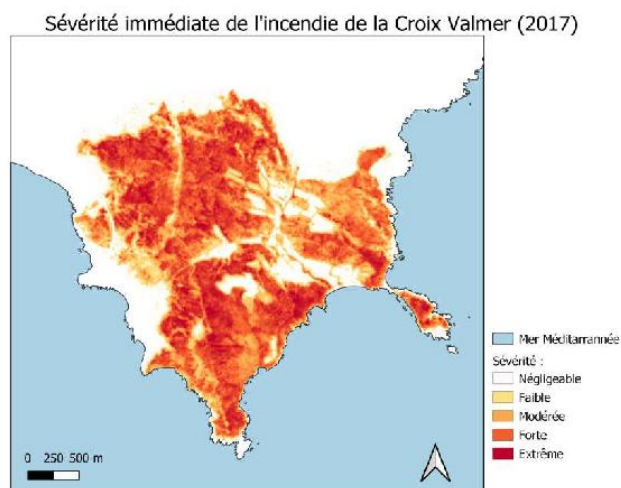 Sévérité immédiate de l'incendie de la Croix Valmer (2017)
Mer Méditarrannée
Sévérité :
Négligeable
Faible
Modérée
Forte
Extrême
0 250 500 m